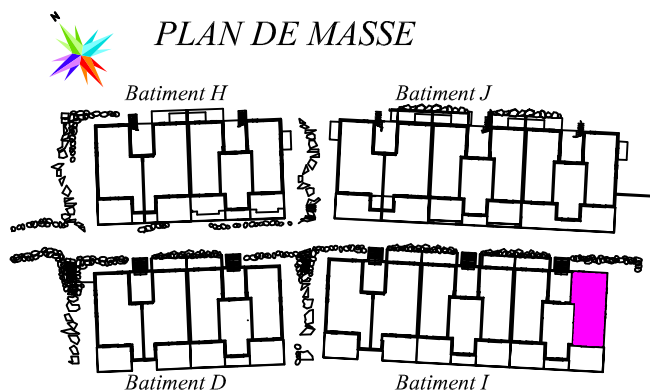 N
PLAN DE MASSE
Batiment H
Batiment J
Batiment D
Batiment I